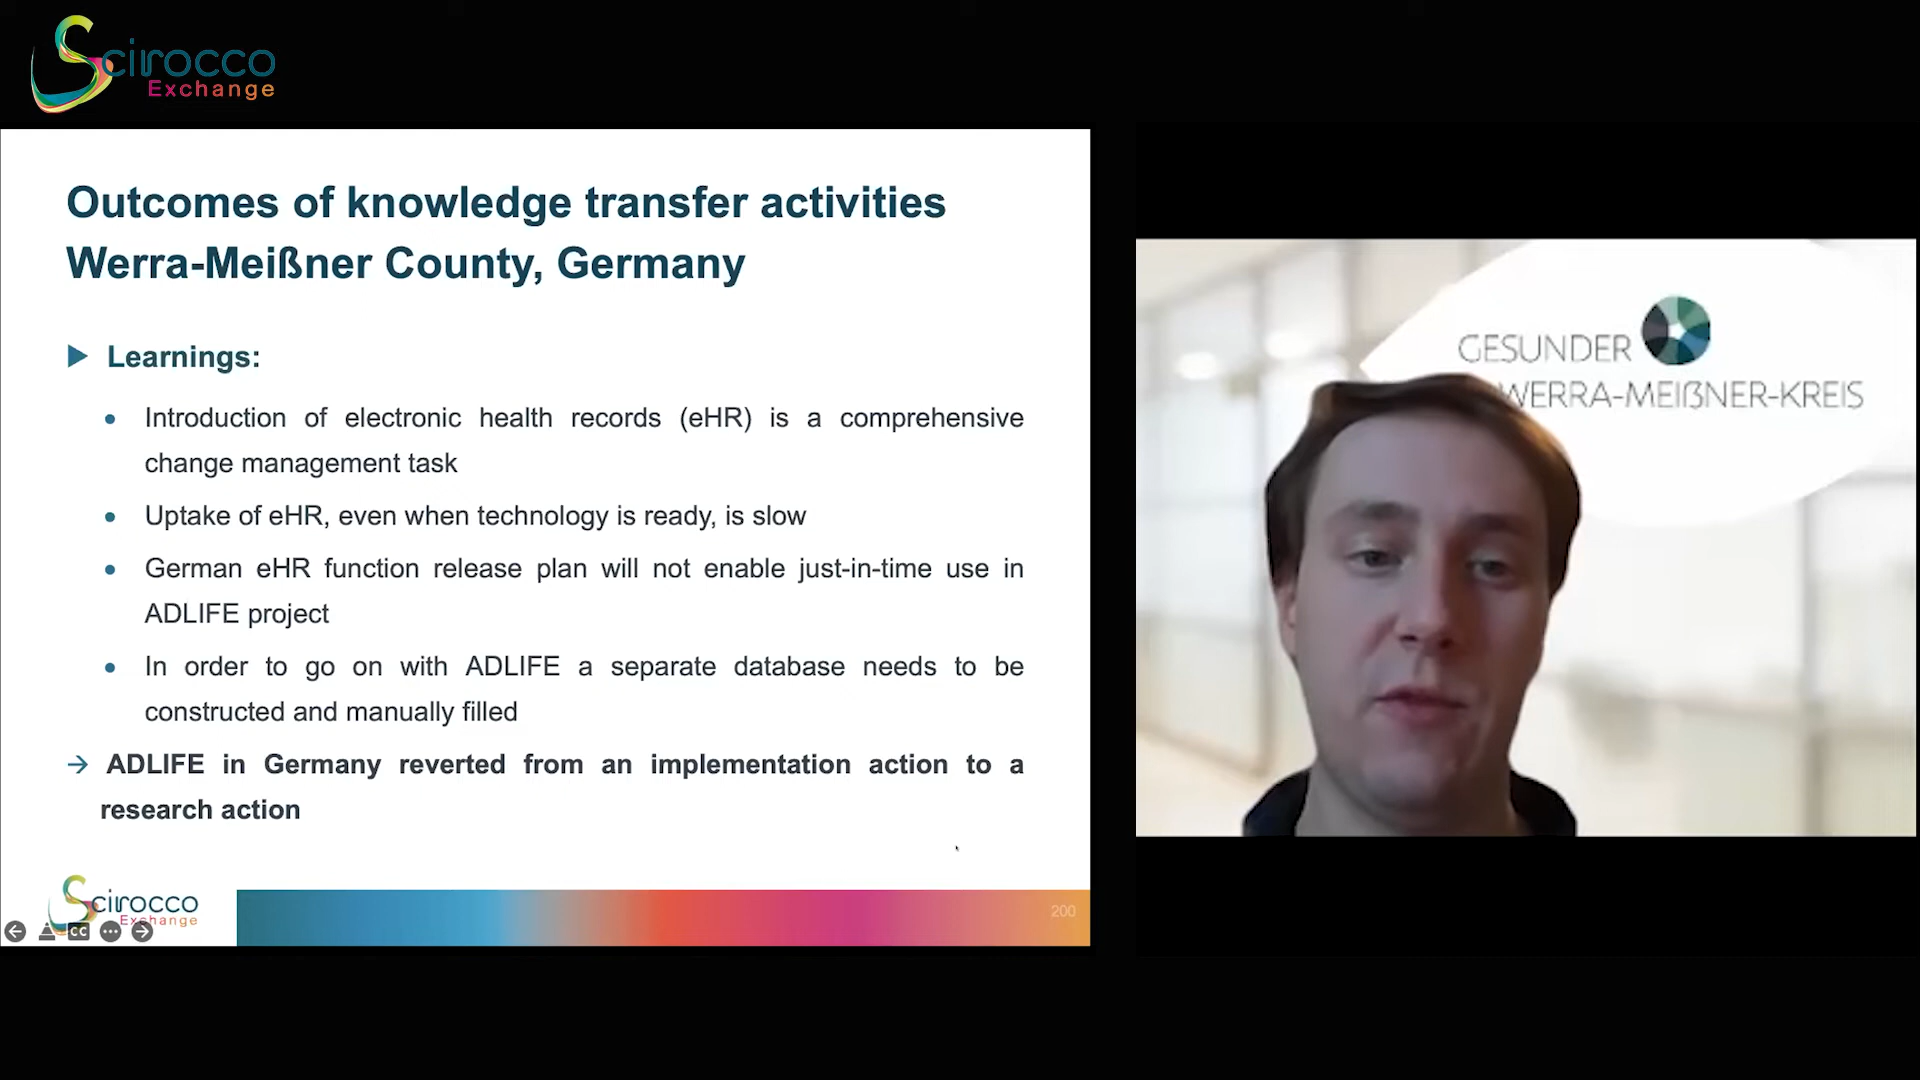 Scirocco
Exchange
Outcomes of knowledge transfer activities
Werra-Meißner County, Germany
Learnings:
Introduction of electronic health records (eHR) is a comprehensive
change management task
Uptake of eHR, even when technology is ready, is slow
German eHR function release plan will not enable just-in-time use in
ADLIFE project
In order to go on with ADLIFE a separate database needs to be
constructed and manually filled
→ ADLIFE in Germany reverted from an implementation action to a
research action
Scirocco
Exchange
CC
200
GESUNDER
WERRA-MEIßNER-KREIS